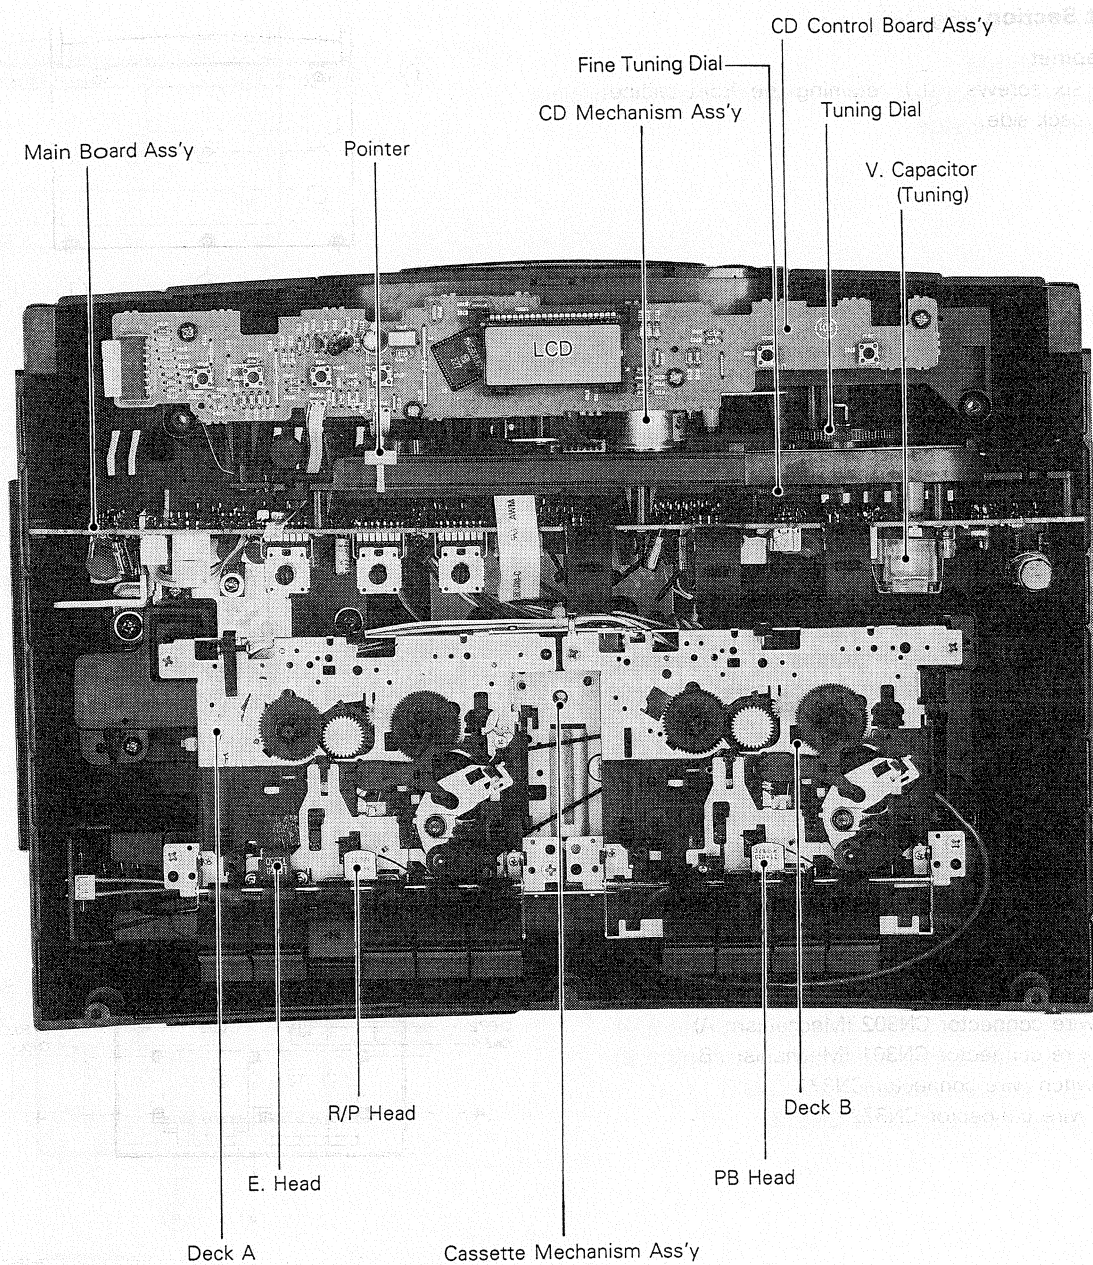 CD Control Board Ass'y
Fine Tuning Dial
CD Mechanism Ass'y
Tuning Dial
Main Board Ass'y
Pointer
V. Capacitor
(Tuning)
LCD
R/P Head
Deck B
E. Head
PB Head
Deck A
Cassette Mechanism Ass'y